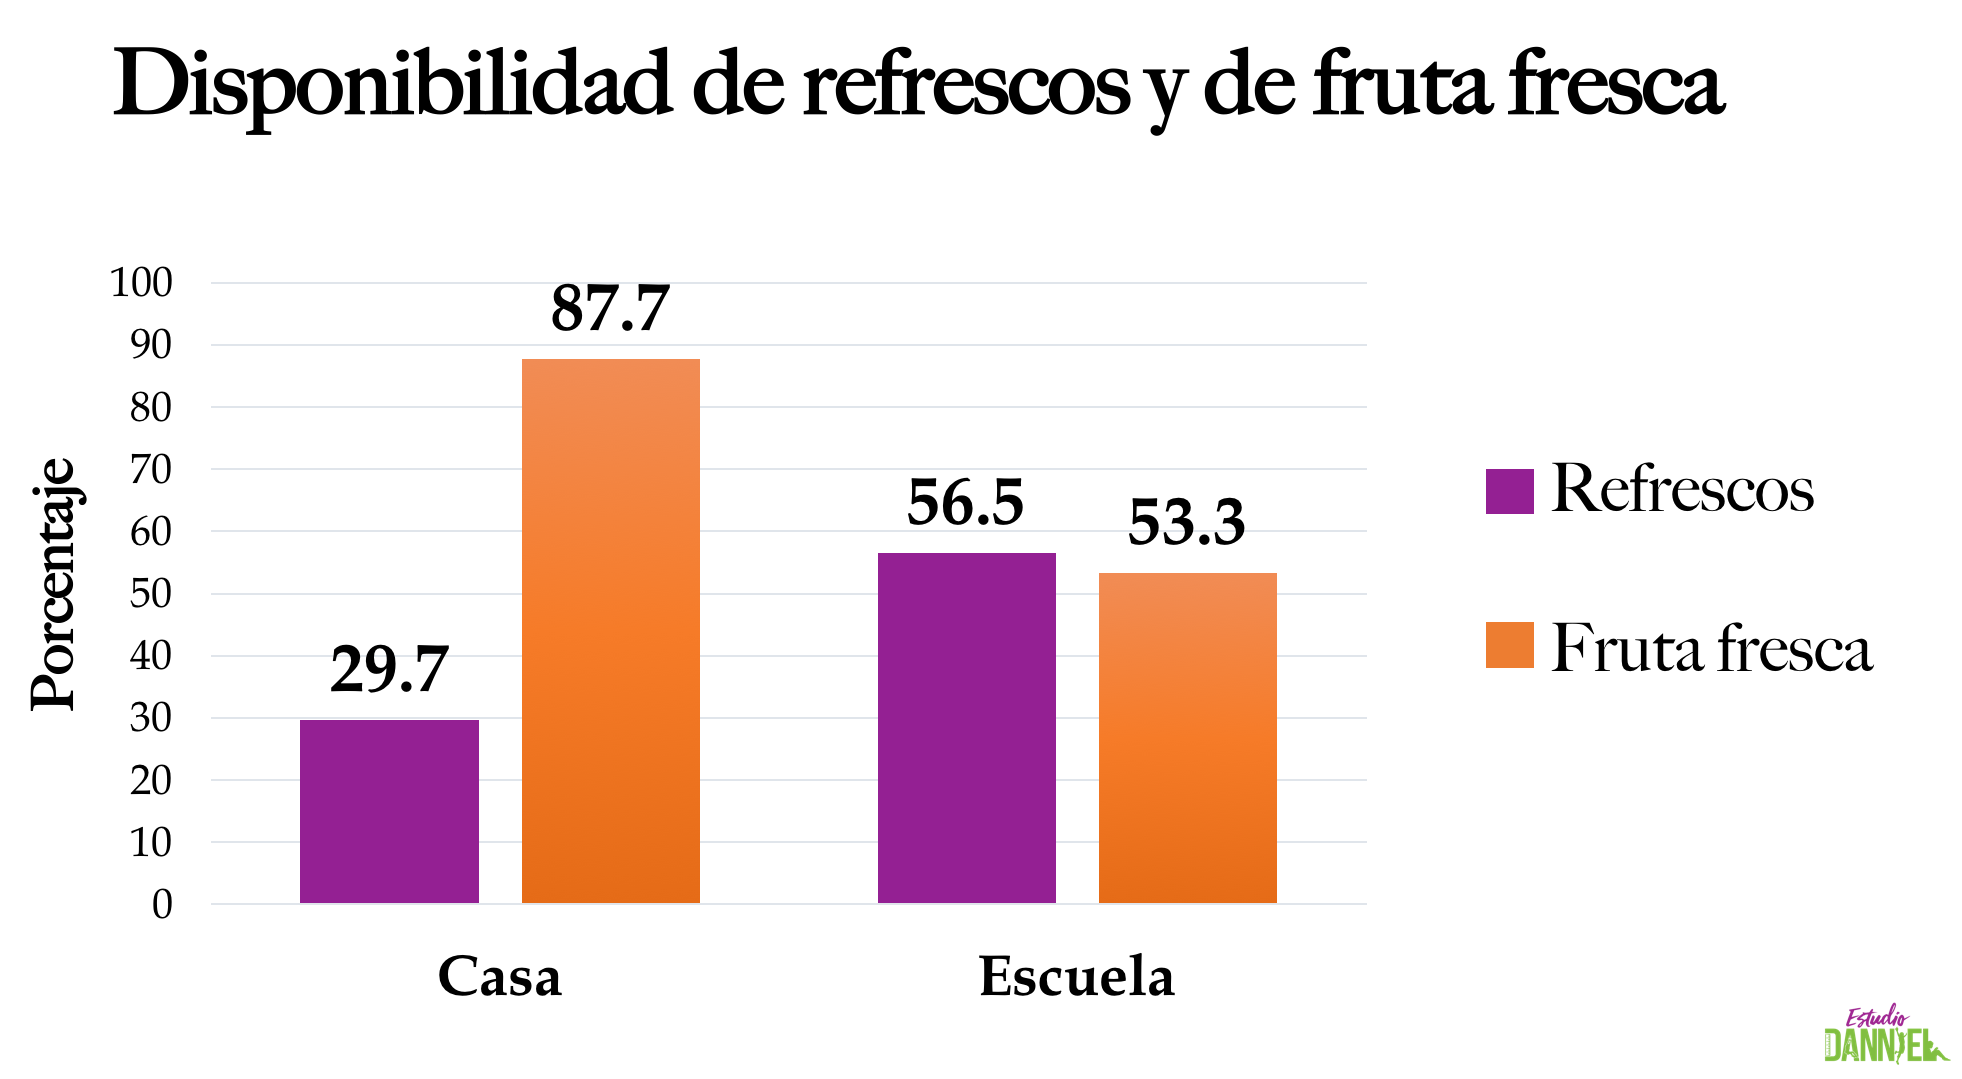 Disponibilidad de refrescos y de fruta fresca
Porcentaje
100
90
80
70
60
50
40
30
20
10
0
29.7
87.7
56.5
53.3
Casa
Escuela
Refrescos
Fruta fresca
Estudio
DANNIEL